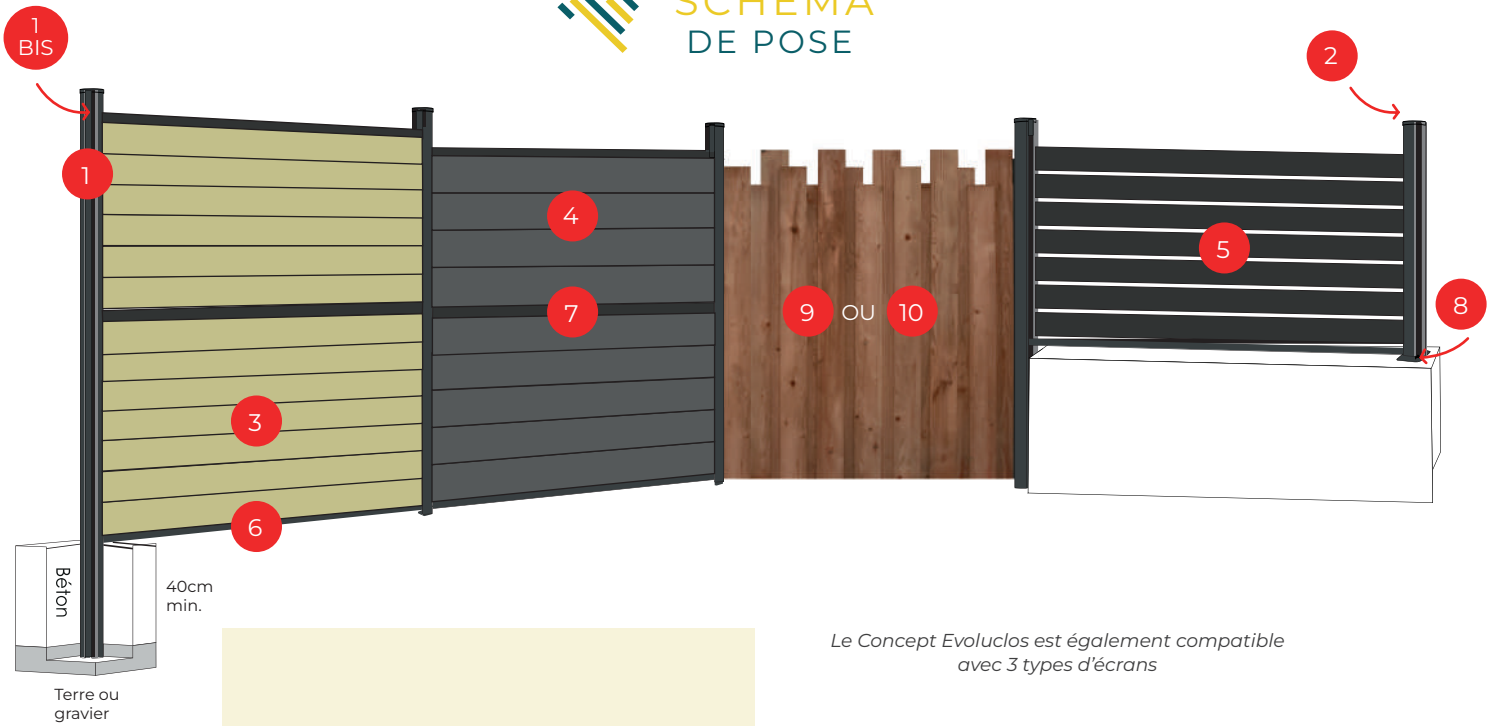 SCHÉMA
DE POSE
1
BIS
2
1
4
5
7
9 OU 10
8
3
6
Béton
40cm
min.
Terre ou
gravier
Le Concept Evoluclos est également compatible
avec 3 types d'écrans